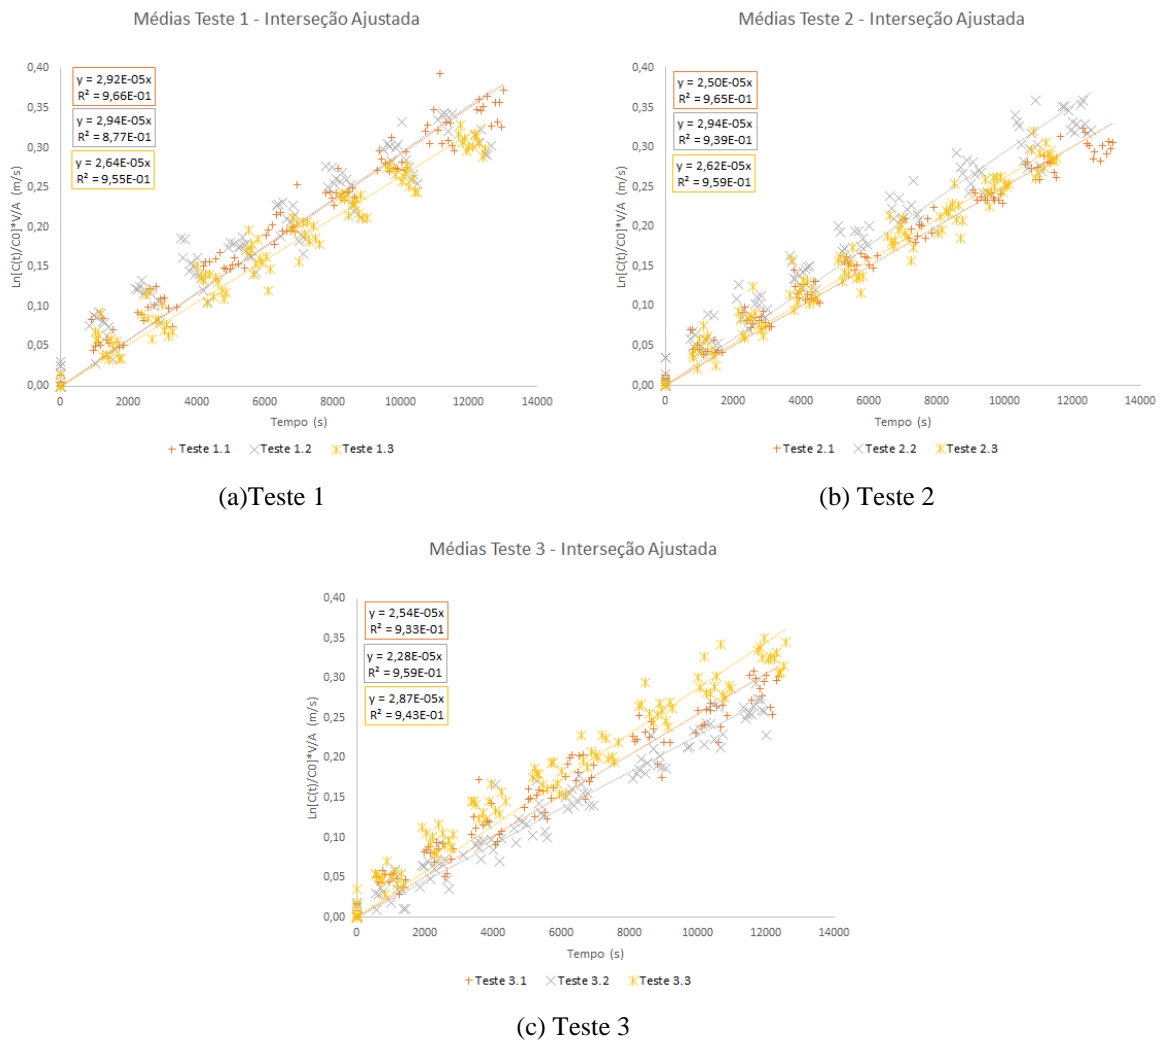 Médias Teste 1 - Interseção Ajustada
0,40
0,35
0,30
0,25
0,20
0,15
0,10
0,05
0,00
Ln[C(t)/C0]*V/A (m/s)
y = 2,92E-05x
R² = 9,66E-01
y = 2,94E-05x
R² = 8,77E-01
y = 2,64E-05x
R² = 9,55E-01
0 2000 4000 6000 8000 10000 12000 14000
Tempo (s)
Teste 1.1 Teste 1.2 Teste 1.3
(a)Teste 1
Médias Teste 2 - Interseção Ajustada
0,40
0,35
0,30
0,25
0,20
0,15
0,10
0,05
0,00
Ln[C(t)/C0]*V/A (m/s)
y = 2,50E-05x
R² = 9,65E-01
y = 2,94E-05x
R² = 9,39E-01
y = 2,62E-05x
R² = 9,59E-01
0 2000 4000 6000 8000 10000 12000 14000
Tempo (s)
Teste 2.1 Teste 2.2 Teste 2.3
(b) Teste 2
Médias Teste 3 - Interseção Ajustada
0,40
0,35
0,30
0,25
0,20
0,15
0,10
0,05
0,00
Ln[C(t)/C0]*V/A (m/s)
y = 2,54E-05x
R² = 9,33E-01
y = 2,28E-05x
R² = 9,59E-01
y = 2,87E-05x
R² = 9,43E-01
0 2000 4000 6000 8000 10000 12000 14000
Tempo (s)
Teste 3.1 Teste 3.2 Teste 3.3
(c) Teste 3